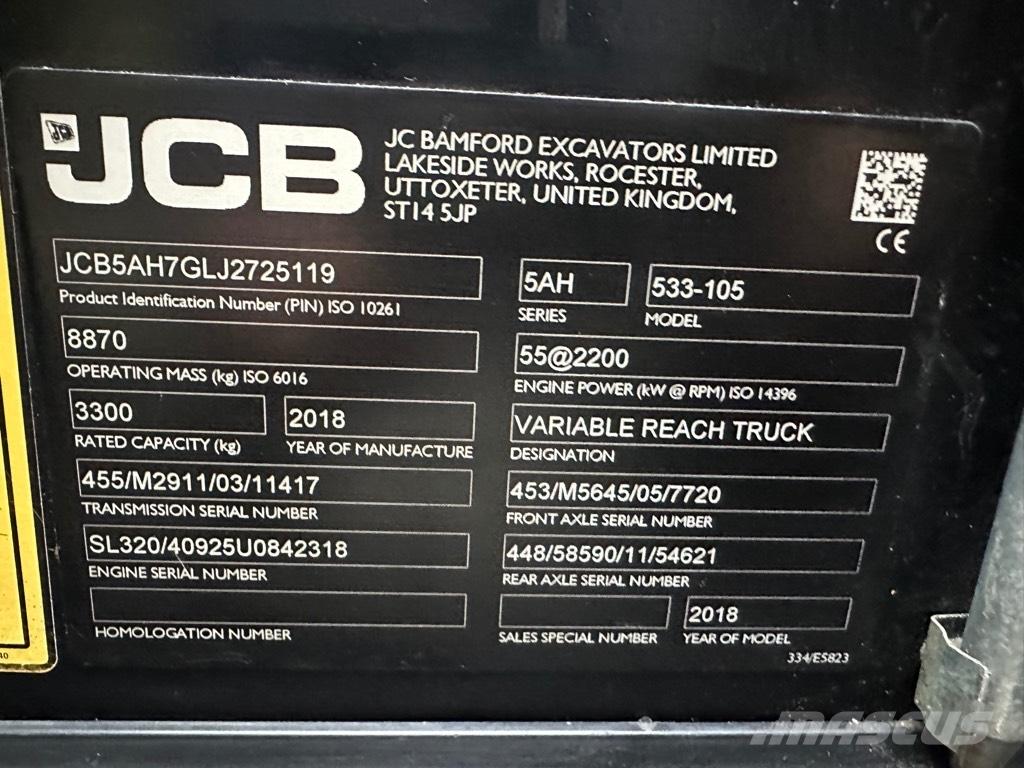 JCB
JCB
JC BAMFORD EXCAVATORS LIMITED
LAKESIDE WORKS, ROCESTER,
UTTOXETER, UNITED KINGDOM,
ST14 5JP
CE
JCB5AH7GLJ2725119
Product Identification Number (PIN) ISO 10261
5AH
SERIES
533-105
MODEL
8870
OPERATING MASS (kg) ISO 6016
55@2200
ENGINE POWER (kW @ RPM) ISO 14396
3300
RATED CAPACITY (kg)
2018
YEAR OF MANUFACTURE
VARIABLE REACH TRUCK
DESIGNATION
455/M2911/03/11417
TRANSMISSION SERIAL NUMBER
453/M5645/05/7720
FRONT AXLE SERIAL NUMBER
SL320/40925U0842318
ENGINE SERIAL NUMBER
448/58590/11/54621
REAR AXLE SERIAL NUMBER
HOMOLOGATION NUMBER
SALES SPECIAL NUMBER
2018
YEAR OF MODEL
334/E5823
40
MASCUS